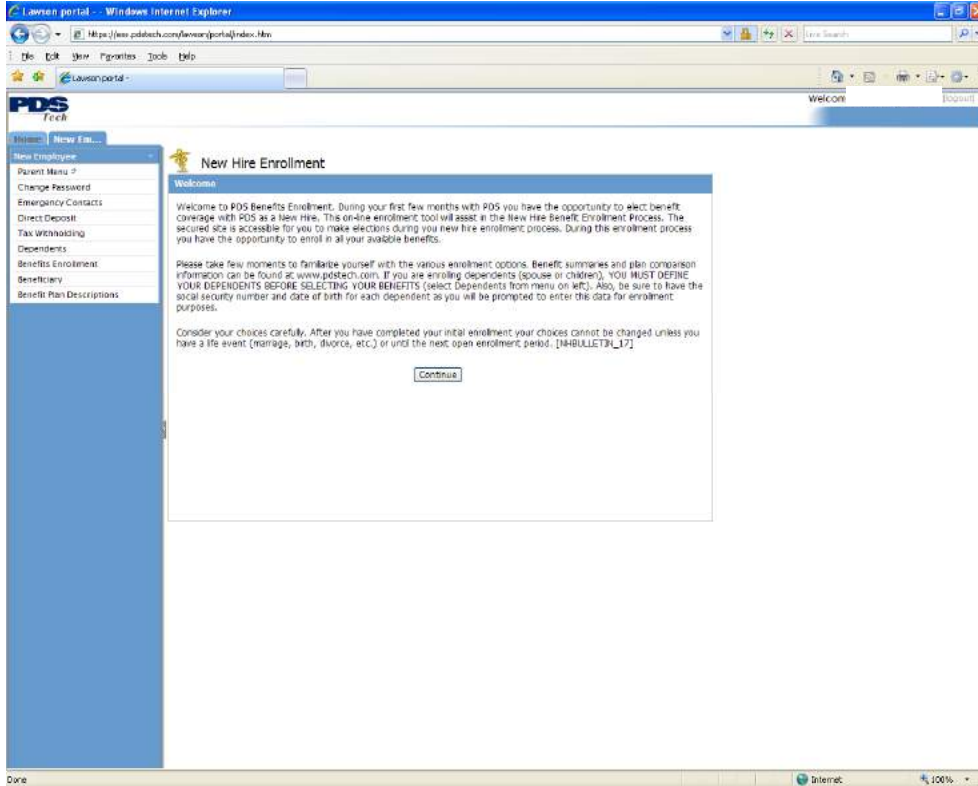 Lawson portal - - Windows Internet Explorer
https://ess.pdstech.com/lawson/portal/index.htm
Live Search
File Edit View Favorites Tools Help
Lawson portal -
PDS
Tech
Welcom
[logout]
Home New Em...
New Employee
Parent Menu
Change Password
Emergency Contacts
Direct Deposit
Tax Withholding
Dependents
Benefits Enrollment
Beneficiary
Benefit Plan Descriptions
New Hire Enrollment
Welcome
Welcome to PDS Benefits Enrollment. During your first few months with PDS you have the opportunity to elect benefit
coverage with PDS as a New Hire. This on-line enrollment tool will assist in the New Hire Benefit Enrollment Process. The
secured site is accessible for you to make elections during you new hire enrollment process. During this enrollment process
you have the opportunity to enroll in all your available benefits.
Please take few moments to familiarize yourself with the various enrollment options. Benefit summaries and plan comparison
information can be found at www.pdstech.com. If you are enrolling dependents (spouse or children), YOU MUST DEFINE
YOUR DEPENDENTS BEFORE SELECTING YOUR BENEFITS (select Dependents from menu on left). Also, be sure to have the
social security number and date of birth for each dependent as you will be prompted to enter this data for enrollment
purposes.
Consider your choices carefully. After you have completed your initial enrollment your choices cannot be changed unless you
have a life event (marriage, birth, divorce, etc.) or until the next open enrollment period. [NHBULLETIN_17]
Continue
Done
Internet
100%